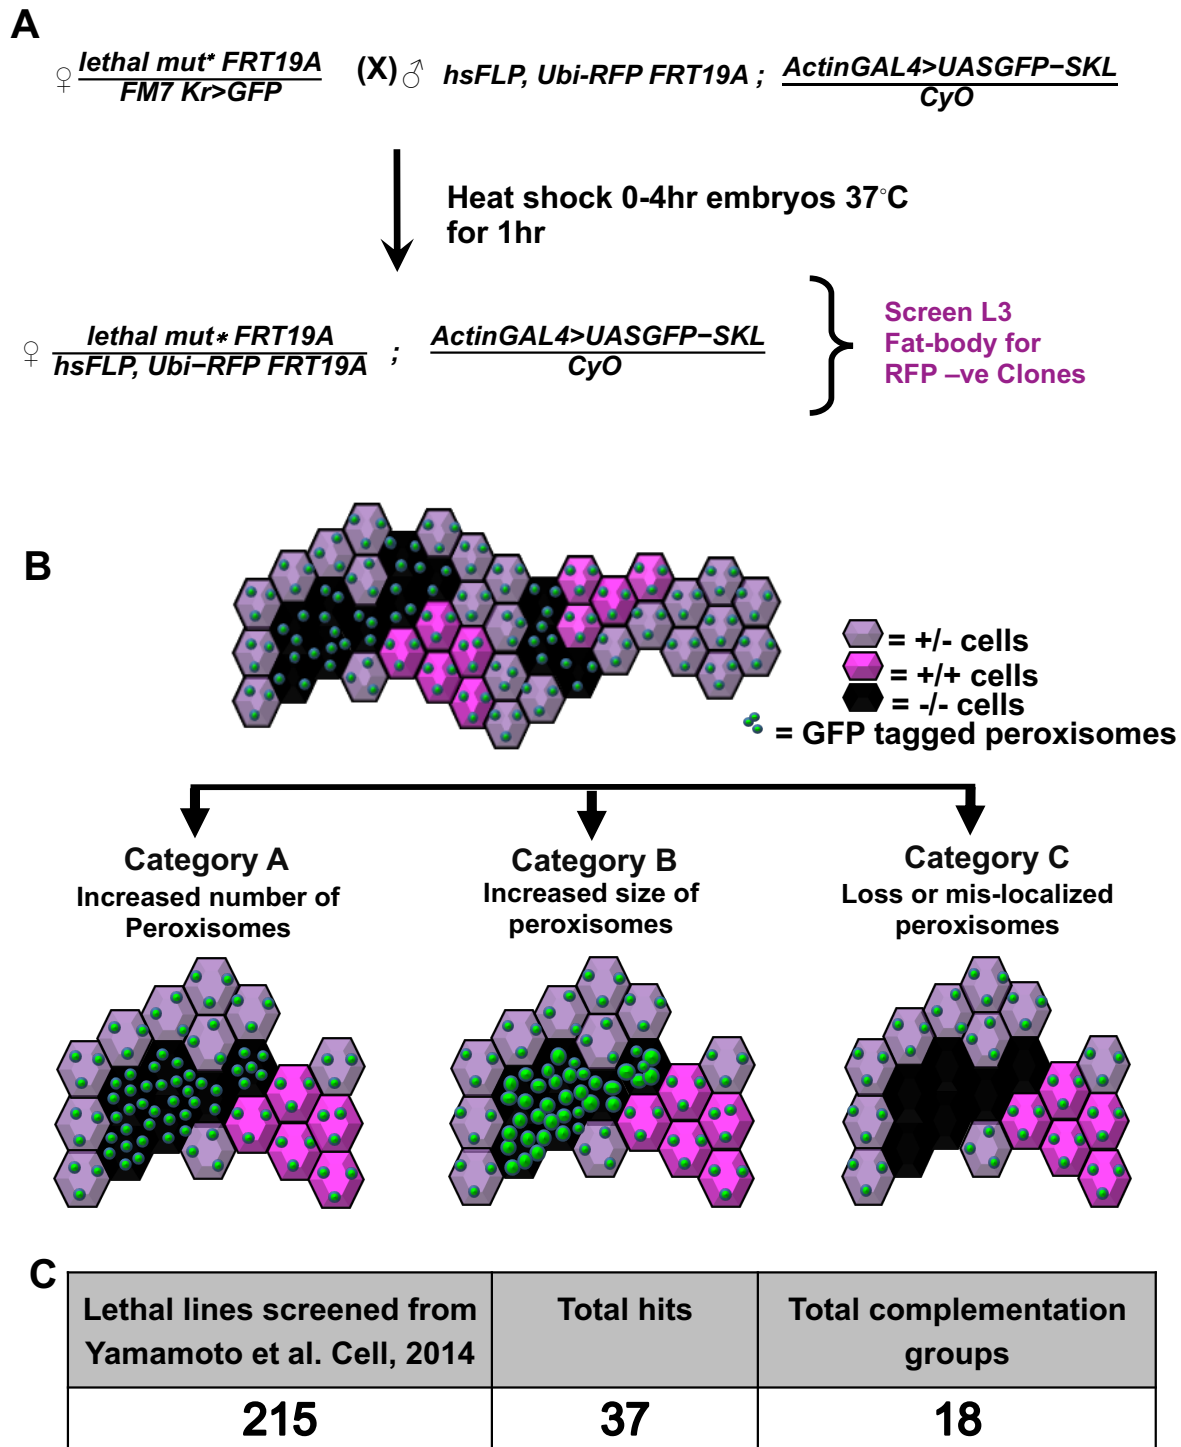 A
♀ lethal mut* FRT19A (X) ♂ hsFLP, Ubi-RFP FRT19A ; ActinGAL4>UASGFP−SKL
FM7 Kr>GFP CyO
Heat shock 0-4hr embryos 37°C
for 1hr
♀ lethal mut* FRT19A ; ActinGAL4>UASGFP−SKL
hsFLP, Ubi−RFP FRT19A CyO
Screen L3
Fat-body for
RFP –ve Clones
B
= +/- cells
= +/+ cells
= -/- cells
= GFP tagged peroxisomes
Category A
Increased number of
Peroxisomes
Category B
Increased size of
peroxisomes
Category C
Loss or mis-localized
peroxisomes
C
Lethal lines screened from
Yamamoto et al. Cell, 2014
Total hits
Total complementation
groups
215
37
18